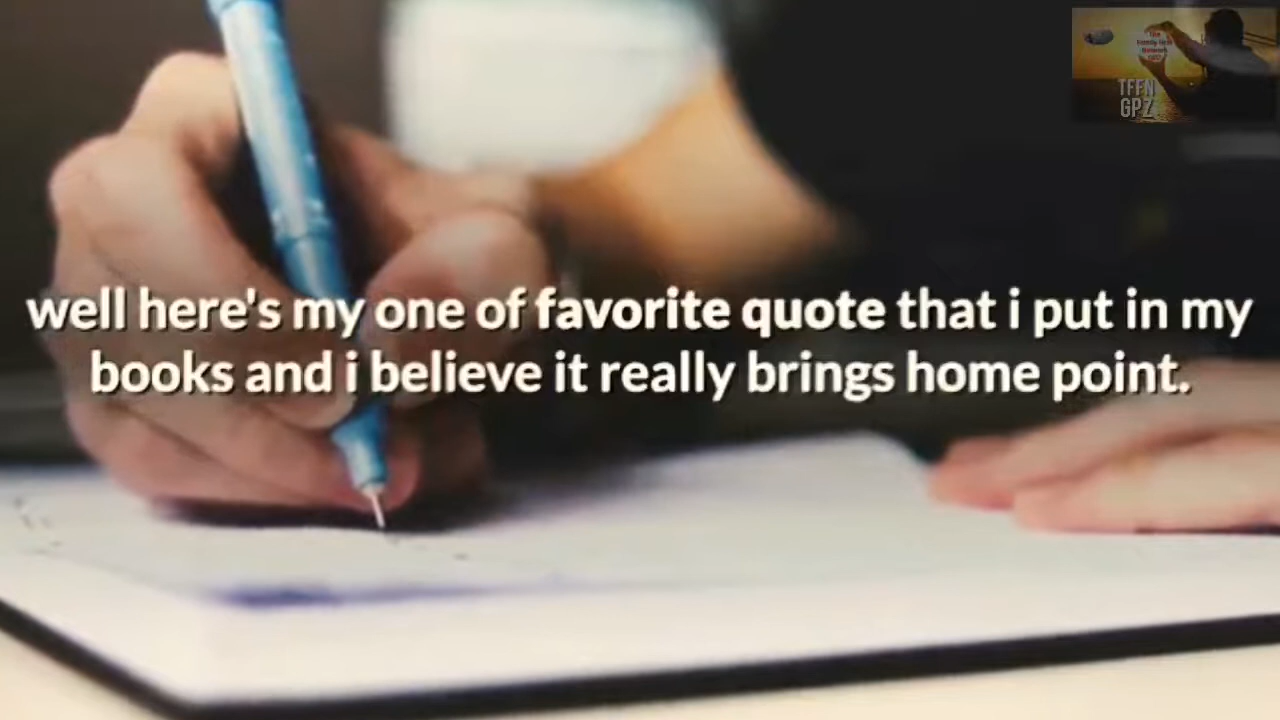 TFFN
GPZ
well here's my one of favorite quote that i put in my
books and i believe it really brings home point.